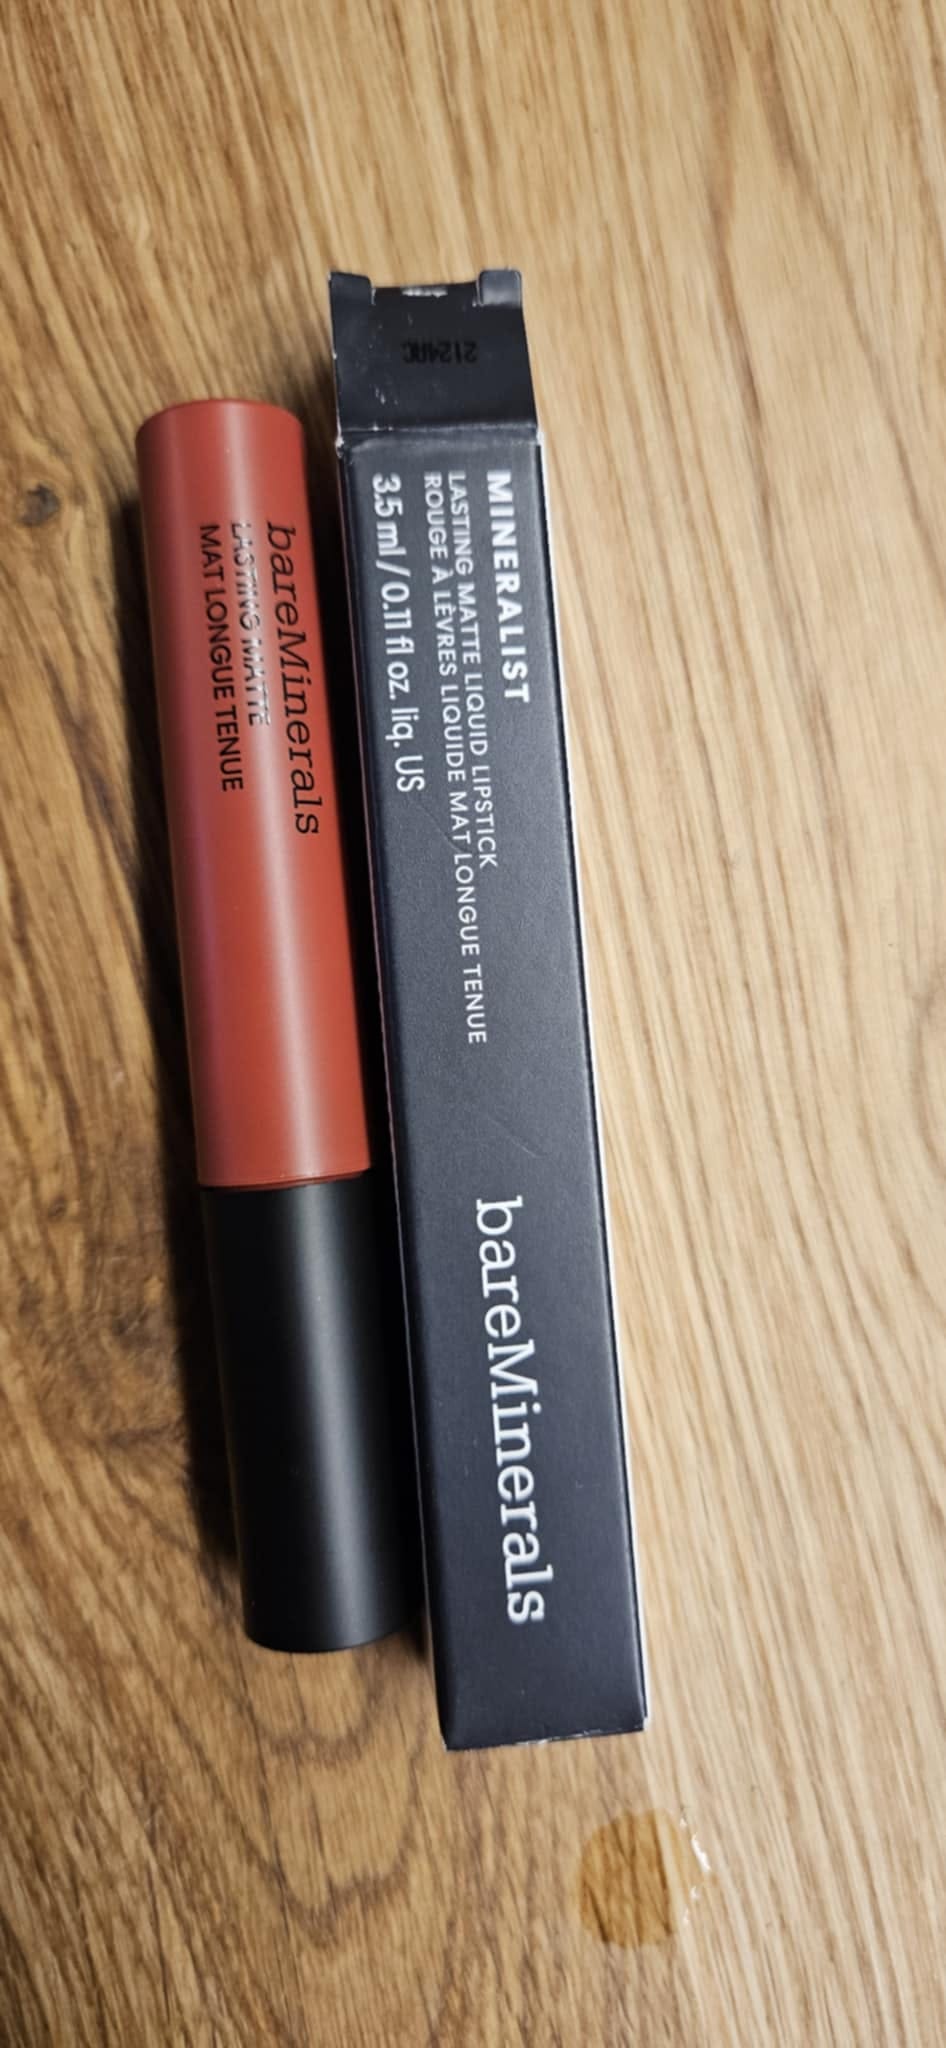 bareMinerals
LASTING MATTE
MAT LONGUE TENUE
2124AC
MINERALIST
LASTING MATTE LIQUID LIPSTICK
ROUGE À LÈVRES LIQUIDE MAT LONGUE TENUE
3.5 ml / 0.11 fl oz. liq. US
bareMinerals